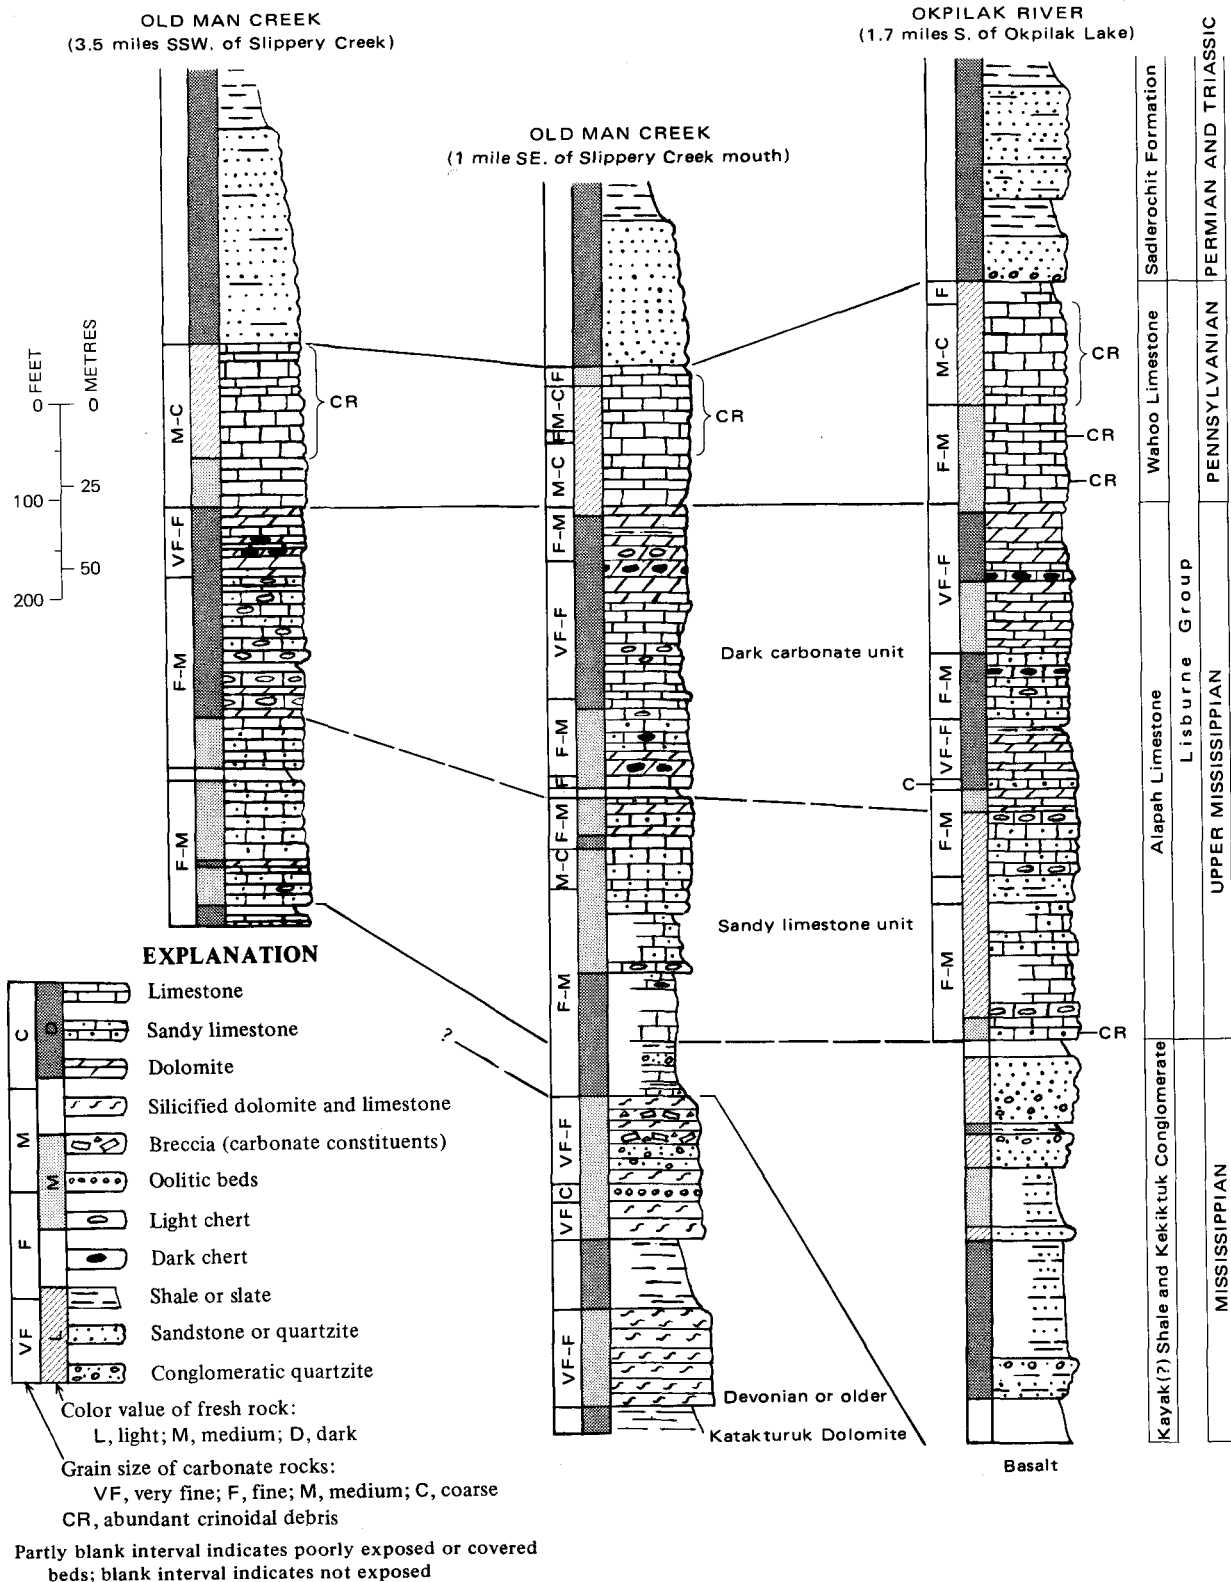 OLD MAN CREEK
(3.5 miles SSW. of Slippery Creek)
OLD MAN CREEK
(1 mile SE. of Slippery Creek mouth)
OKPILAK RIVER
(1.7 miles S. of Okpilak Lake)
FEET
METRES
0
0
25
100
50
200
M-C
VF-F
F-M
F-M
CR
F
M-C
F
M-C
F-M
VF-F
F-M
F
F-M
M-C
F-M
VF-F
C
VF
VF-F
CR
F
M-C
F-M
VF-F
F-M
VF-F
C
F-M
F-M
CR
CR
CR
CR
Dark carbonate unit
Sandy limestone unit
?
Devonian or older
Katakturuk Dolomite
Basalt
Sadlerochit Formation
PERMIAN AND TRIASSIC
Wahoo Limestone
PENNSYLVANIAN
Alapah Limestone
Lisburne Group
UPPER MISSISSIPPIAN
Kayak(?) Shale and Kekiktuk Conglomerate
MISSISSIPPIAN
EXPLANATION
C
M
F
VF
D
M
L
Limestone
Sandy limestone
Dolomite
Silicified dolomite and limestone
Breccia (carbonate constituents)
Oolitic beds
Light chert
Dark chert
Shale or slate
Sandstone or quartzite
Conglomeratic quartzite
Color value of fresh rock:
L, light; M, medium; D, dark
Grain size of carbonate rocks:
VF, very fine; F, fine; M, medium; C, coarse
CR, abundant crinoidal debris
Partly blank interval indicates poorly exposed or covered
beds; blank interval indicates not exposed